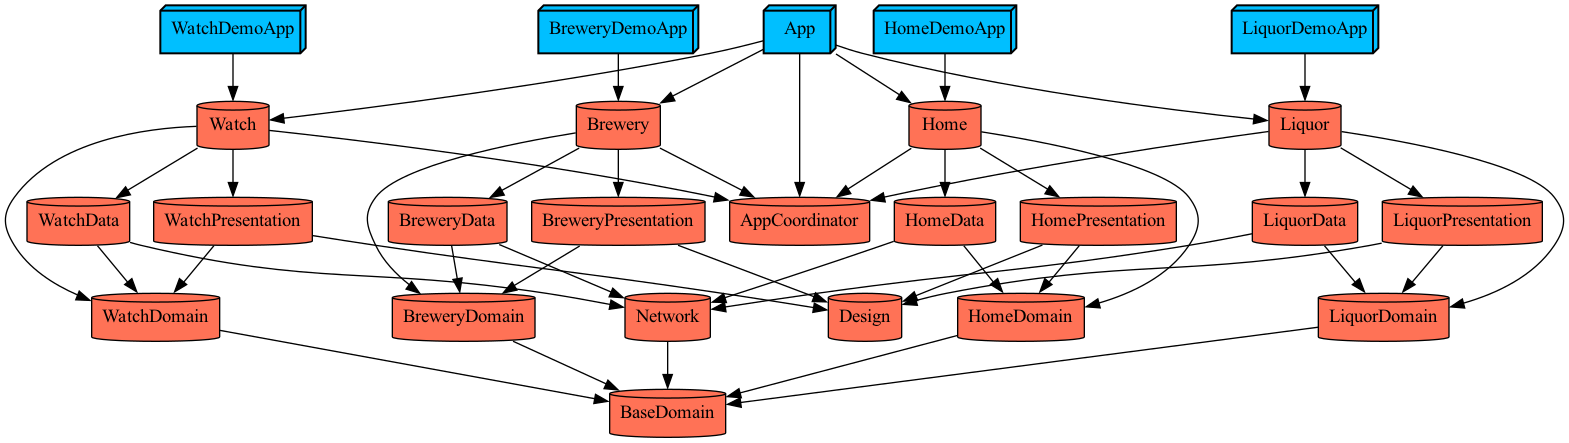 WatchDemoApp
BreweryDemoApp
App
HomeDemoApp
LiquorDemoApp
Watch
Brewery
Home
Liquor
WatchData
WatchPresentation
BreweryData
BreweryPresentation
AppCoordinator
HomeData
HomePresentation
LiquorData
LiquorPresentation
WatchDomain
BreweryDomain
Network
Design
HomeDomain
LiquorDomain
BaseDomain